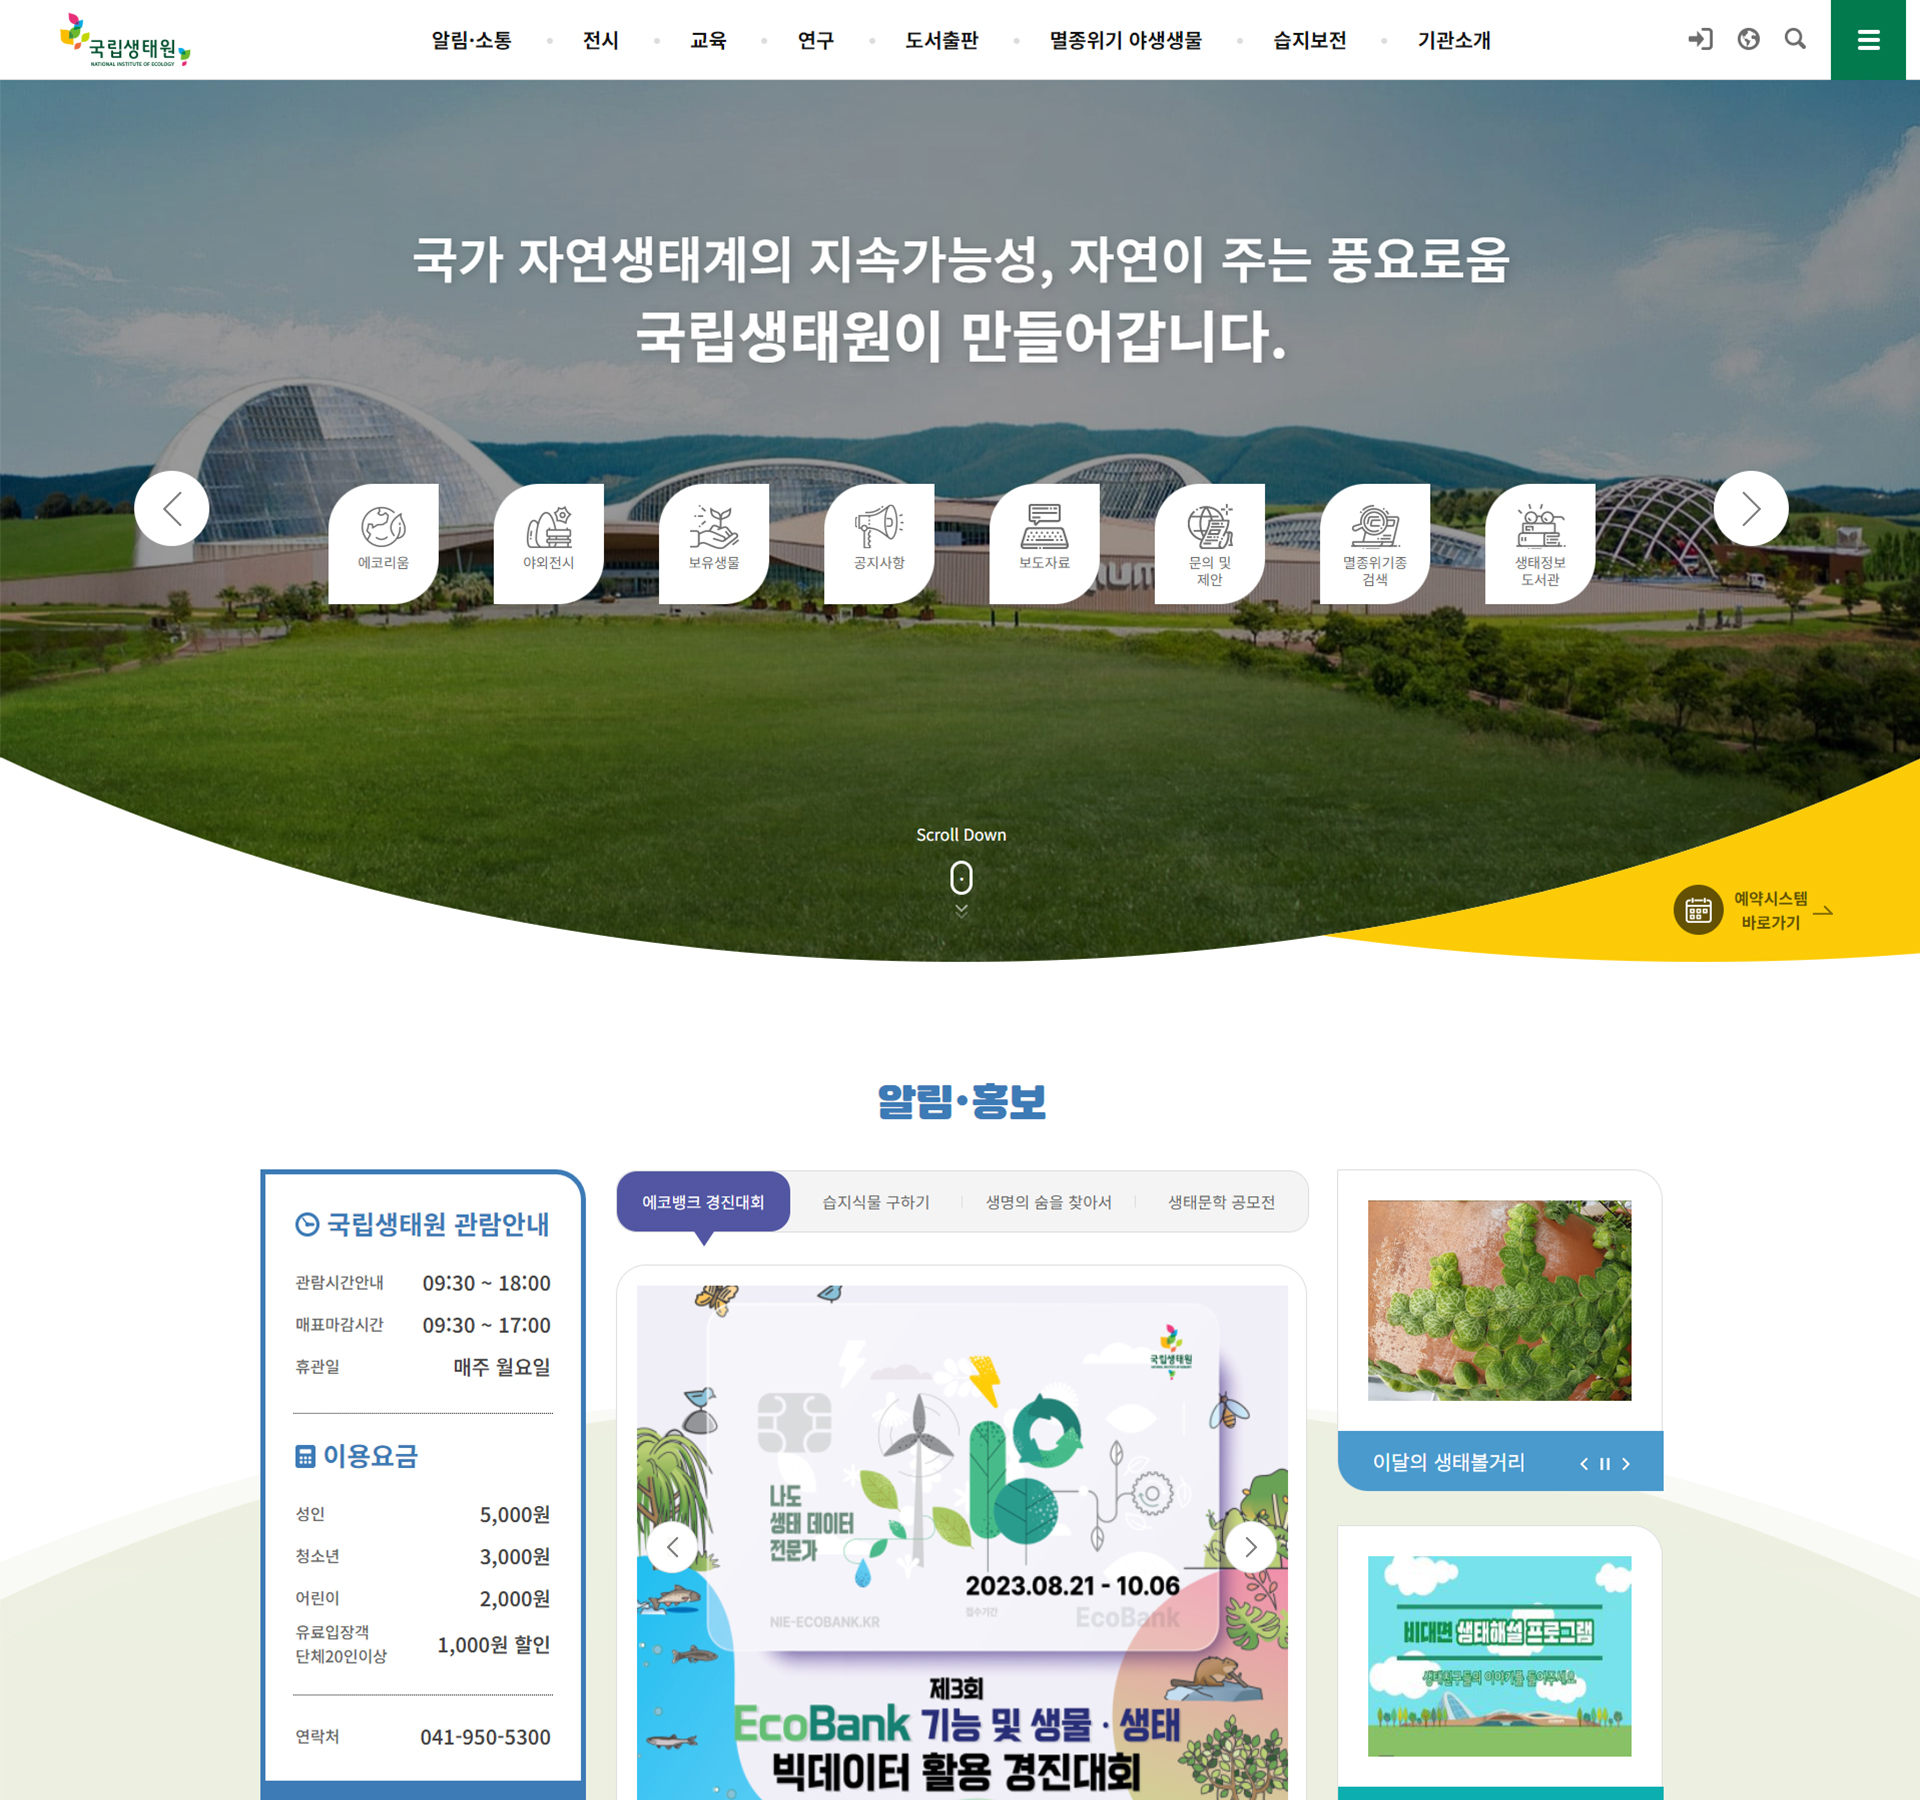 국립생태원
NATIONAL INSTITUTE OF ECOLOGY
알림·소통
전시
교육
연구
도서출판
멸종위기 야생생물
습지보전
기관소개
국가 자연생태계의 지속가능성, 자연이 주는 풍요로움
국립생태원이 만들어갑니다.
에코리움
야외전시
보유생물
공지사항
보도자료
문의 및
제안
멸종위기종
검색
생태정보
도서관
Scroll Down
예약시스템
바로가기
알림·홍보
국립생태원 관람안내
관람시간안내 09:30 ~ 18:00
매표마감시간 09:30 ~ 17:00
휴관일 매주 월요일
이용요금
성인 5,000원
청소년 3,000원
어린이 2,000원
유료입장객
단체20인이상 1,000원 할인
연락처 041-950-5300
에코뱅크 경진대회
습지식물 구하기
생명의 숨을 찾아서
생태문학 공모전
국립생태원
나도
생태 데이터
전문가
2023.08.21 - 10.06
접수기간
NIE-ECOBANK.KR
EcoBank
제3회
EcoBank 기능 및 생물·생태
빅데이터 활용 경진대회
이달의 생태볼거리
비대면 생태해설 프로그램
생태친구들의 이야기를 들어주세요